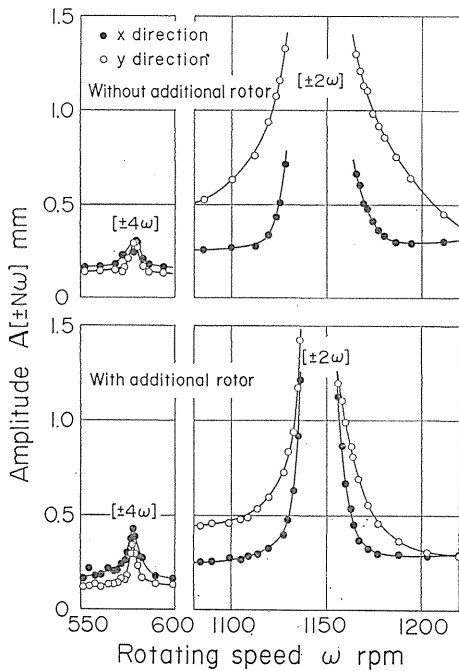 1.5
● x direction
○ y direction
Without additional rotor
[±2ω]
1.0
0.5
[±4ω]
0
1.5
[±2ω]
With additional rotor
1.0
[±4ω]
0.5
0
550 600 1100 1150 1200
Amplitude A[±Nω] mm
Rotating speed ω rpm